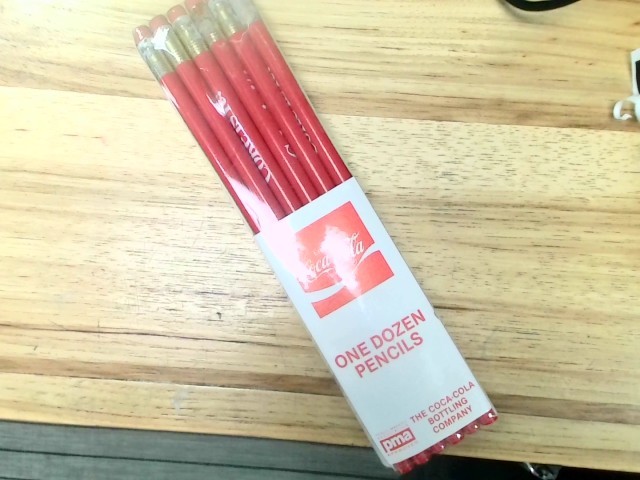 Coca-Cola
ONE DOZEN
PENCILS
pma
THE COCA-COLA
BOTTLING
COMPANY